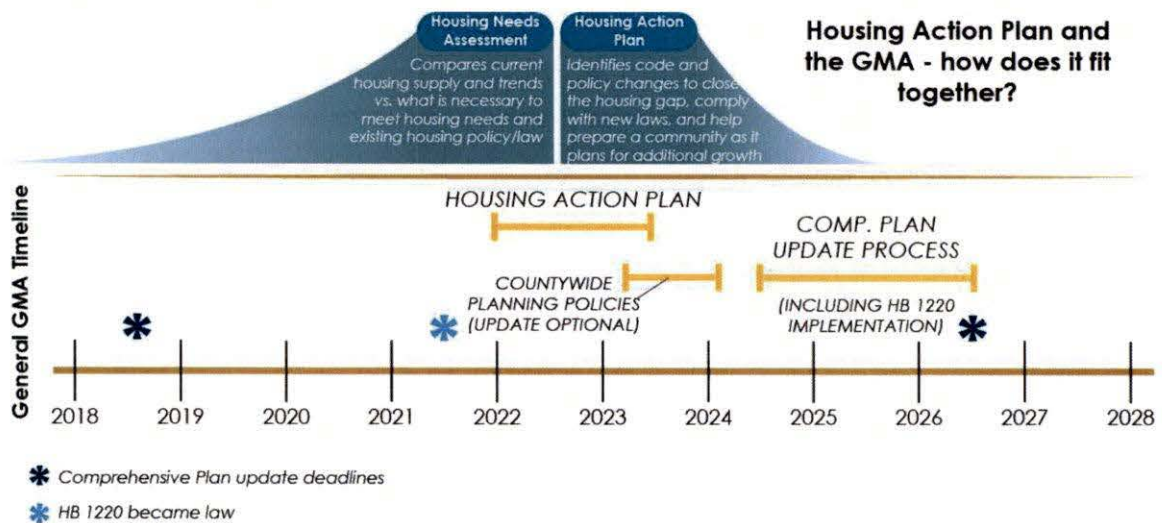 Housing Needs
Assessment
Compares current
housing supply and trends
vs. what is necessary to
meet housing needs and
existing housing policy/law
Housing Action
Plan
Identifies code and
policy changes to close
the housing gap, comply
with new laws, and help
prepare a community as it
plans for additional growth
Housing Action Plan and
the GMA - how does it fit
together?
General GMA Timeline
HOUSING ACTION PLAN
COUNTYWIDE
PLANNING POLICIES
(UPDATE OPTIONAL)
COMP. PLAN
UPDATE PROCESS
(INCLUDING HB 1220
IMPLEMENTATION)
2018 2019 2020 2021 2022 2023 2024 2025 2026 2027 2028
Comprehensive Plan update deadlines
HB 1220 became law